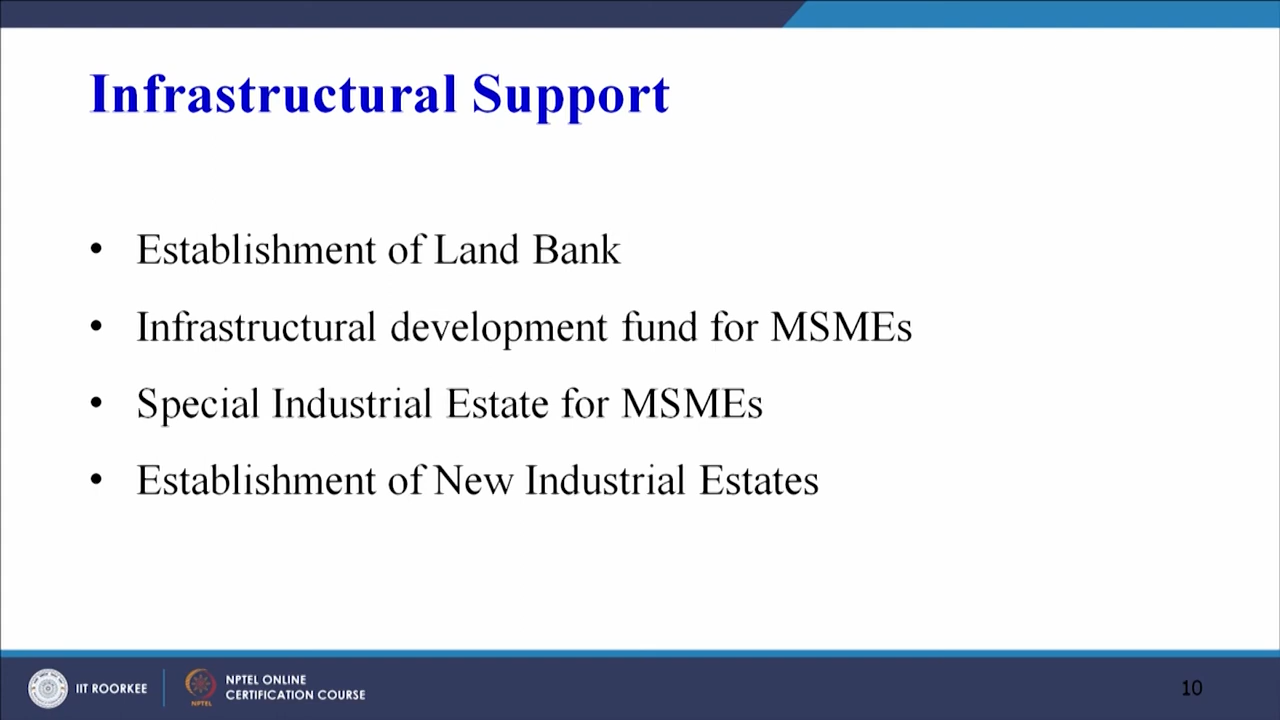 Infrastructural Support
• Establishment of Land Bank
• Infrastructural development fund for MSMEs
• Special Industrial Estate for MSMEs
• Establishment of New Industrial Estates
IIT ROORKEE
NPTEL
NPTEL ONLINE
CERTIFICATION COURSE
10